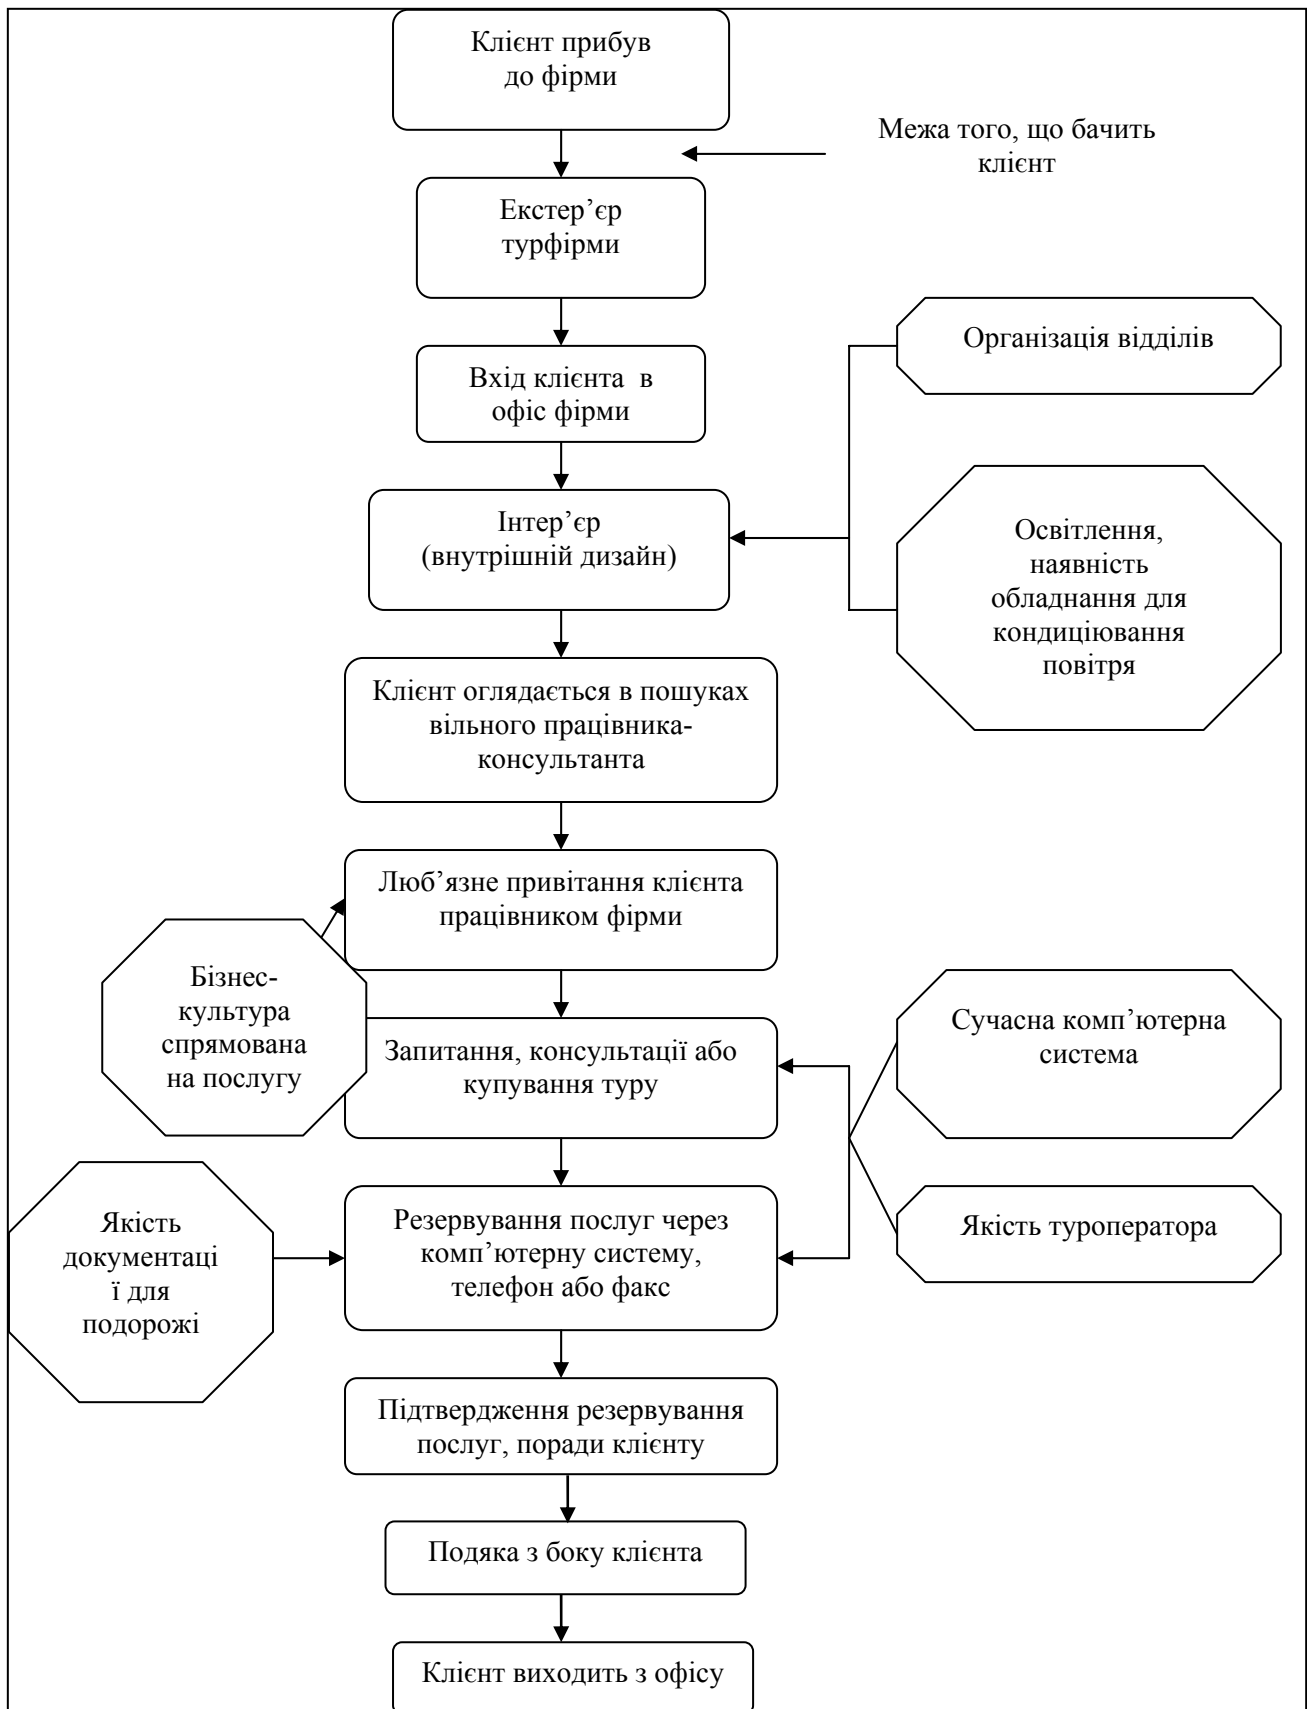 Клієнт прибув
до фірми
Межа того, що бачить
клієнт
Екстер’єр
турфірми
Організація відділів
Вхід клієнта в
офіс фірми
Інтер’єр
(внутрішній дизайн)
Освітлення,
наявність
обладнання для
кондиціювання
повітря
Клієнт оглядається в пошуках
вільного працівника-
консультанта
Люб’язне привітання клієнта
працівником фірми
Бізнес-
культура
спрямована
на послугу
Сучасна комп’ютерна
система
Запитання, консультації або
купування туру
Якість
документаці
ї для
подорожі
Резервування послуг через
комп’ютерну систему,
телефон або факс
Якість туроператора
Підтвердження резервування
послуг, поради клієнту
Подяка з боку клієнта
Клієнт виходить з офісу